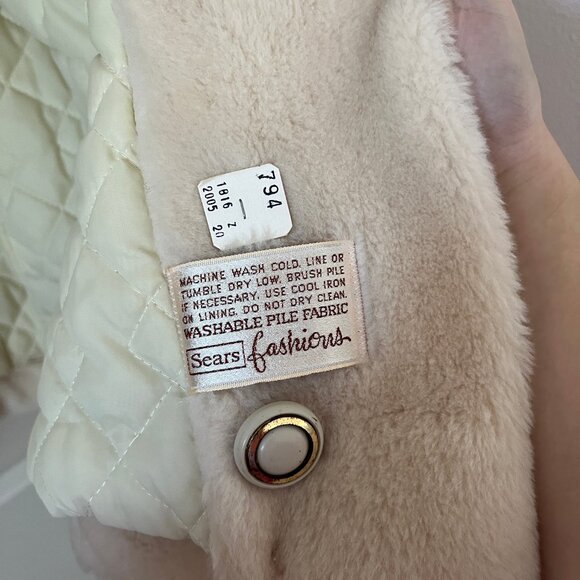 794
—
1816 Z
2005 20
MACHINE WASH COLD. LINE OR
TUMBLE DRY LOW. BRUSH PILE
IF NECESSARY. USE COOL IRON
ON LINING. DO NOT DRY CLEAN.
WASHABLE PILE FABRIC
Sears fashions